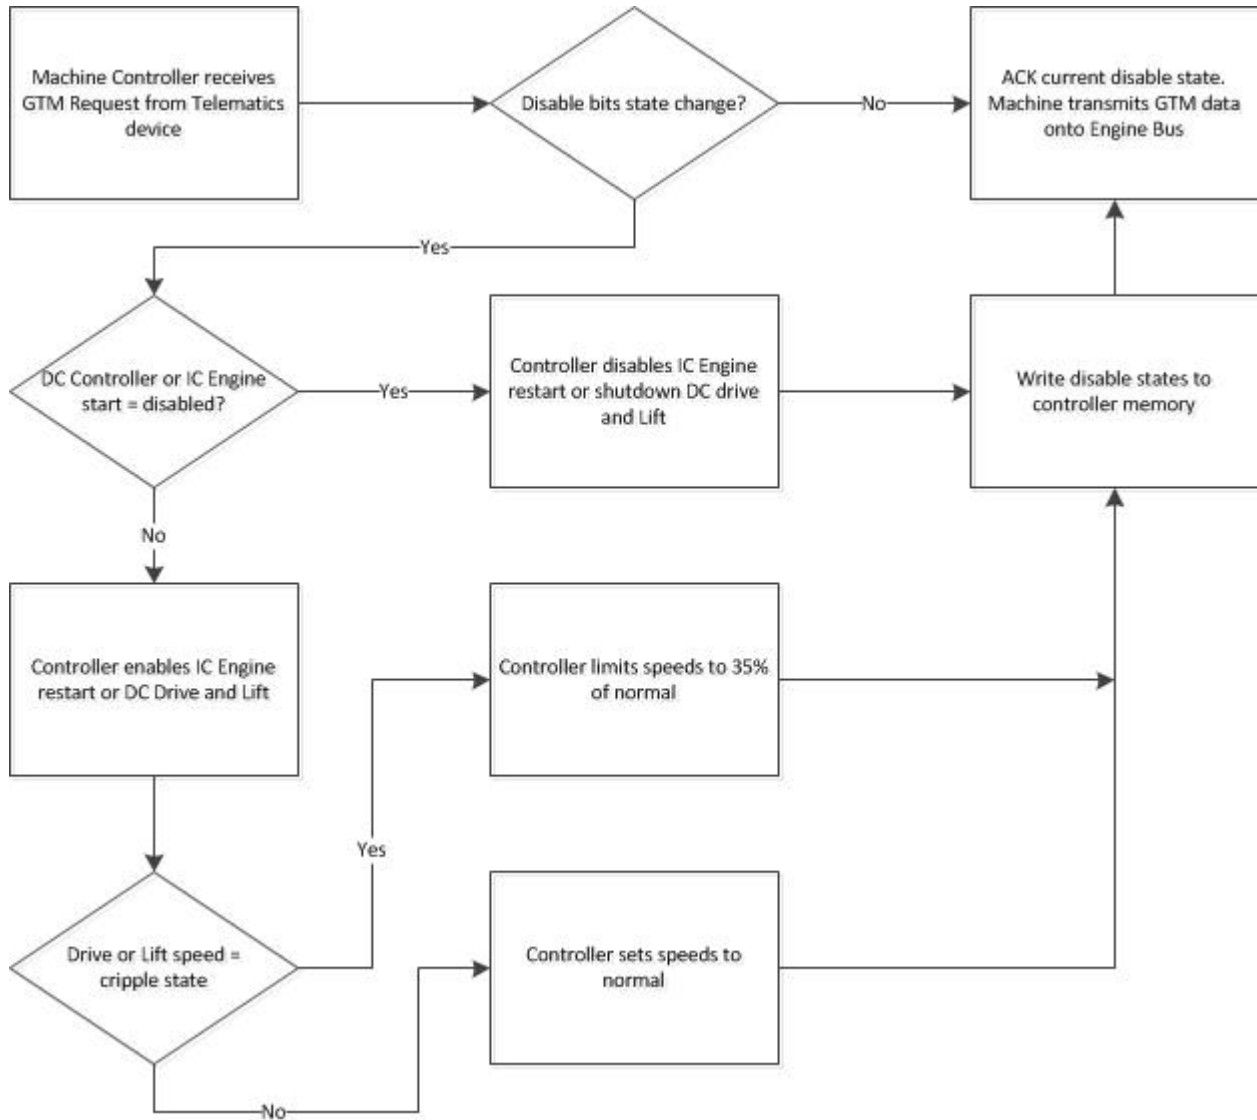 Machine Controller receives
GTM Request from Telematics
device
Disable bits state change?
No
ACK current disable state.
Machine transmits GTM data
onto Engine Bus
Yes
DC Controller or IC Engine
start = disabled?
Yes
Controller disables IC Engine
restart or shutdown DC drive
and Lift
Write disable states to
controller memory
No
Controller enables IC Engine
restart or DC Drive and Lift
Controller limits speeds to 35%
of normal
Yes
Drive or Lift speed =
cripple state
Controller sets speeds to
normal
No